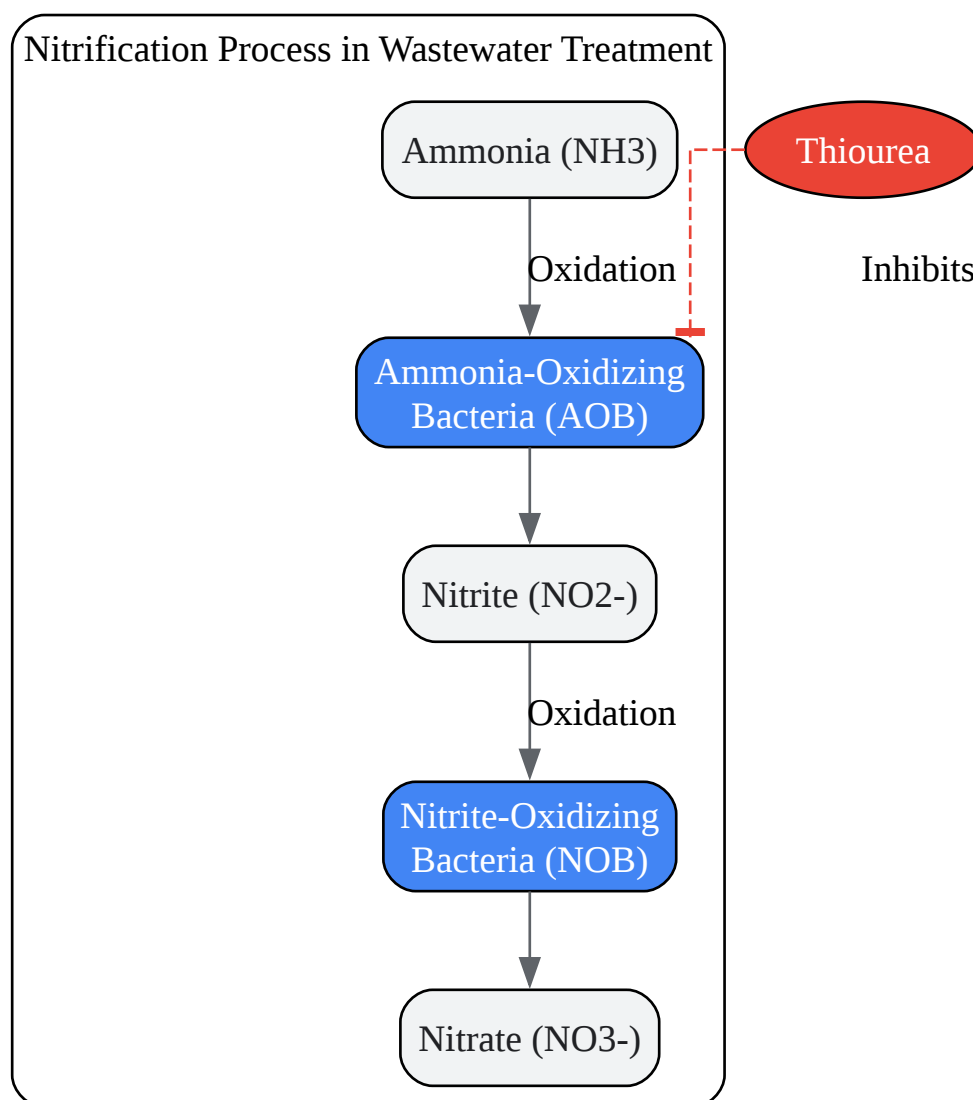 Nitrification Process in Wastewater Treatment
Ammonia (NH3)
Thiourea
Oxidation
Inhibits
Ammonia-Oxidizing
Bacteria (AOB)
Nitrite (NO2-)
Oxidation
Nitrite-Oxidizing
Bacteria (NOB)
Nitrate (NO3-)